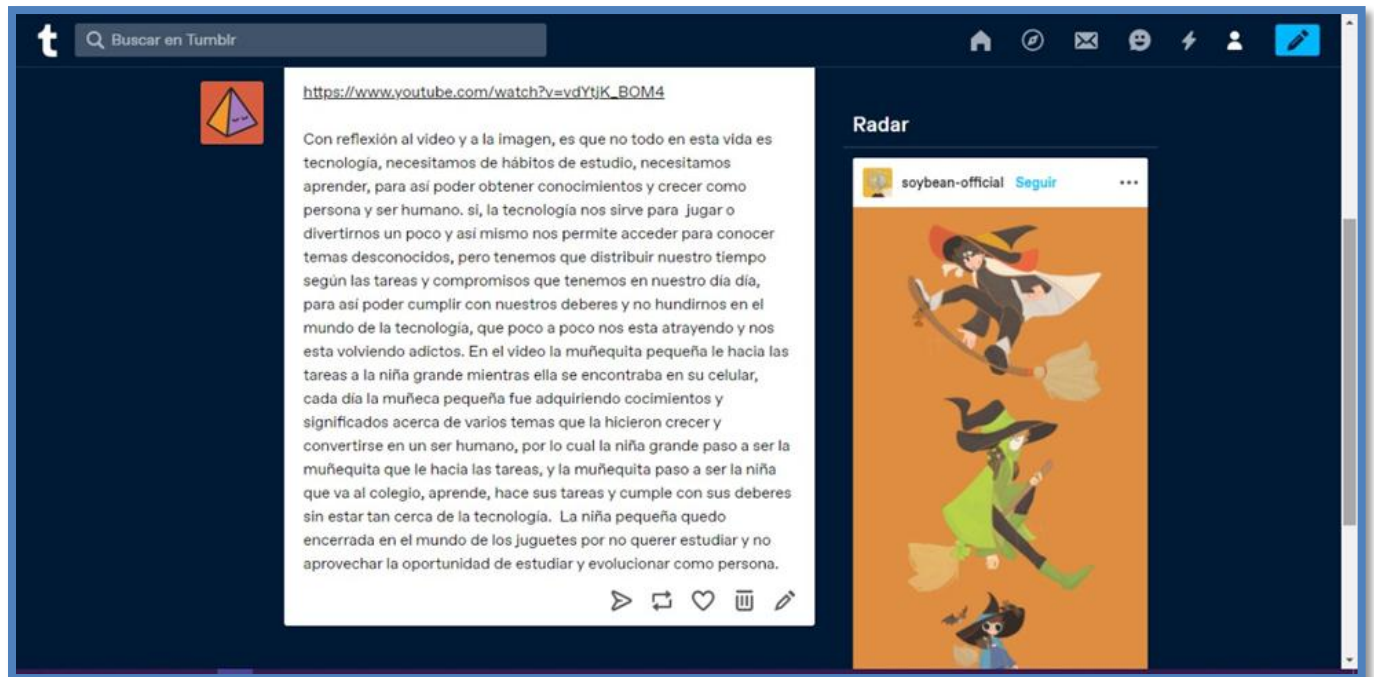 t
Buscar en Tumblr
https://www.youtube.com/watch?v=vdYtjK_BOM4
Con reflexión al video y a la imagen, es que no todo en esta vida es
tecnología, necesitamos de hábitos de estudio, necesitamos
aprender, para así poder obtener conocimientos y crecer como
persona y ser humano. si, la tecnología nos sirve para jugar o
divertirnos un poco y así mismo nos permite acceder para conocer
temas desconocidos, pero tenemos que distribuir nuestro tiempo
según las tareas y compromisos que tenemos en nuestro día día,
para así poder cumplir con nuestros deberes y no hundirnos en el
mundo de la tecnología, que poco a poco nos esta atrayendo y nos
esta volviendo adictos. En el video la muñequita pequeña le hacia las
tareas a la niña grande mientras ella se encontraba en su celular,
cada día la muñeca pequeña fue adquiriendo cocimientos y
significados acerca de varios temas que la hicieron crecer y
convertirse en un ser humano, por lo cual la niña grande paso a ser la
muñequita que le hacia las tareas, y la muñequita paso a ser la niña
que va al colegio, aprende, hace sus tareas y cumple con sus deberes
sin estar tan cerca de la tecnología. La niña pequeña quedo
encerrada en el mundo de los juguetes por no querer estudiar y no
aprovechar la oportunidad de estudiar y evolucionar como persona.
Radar
soybean-official Seguir